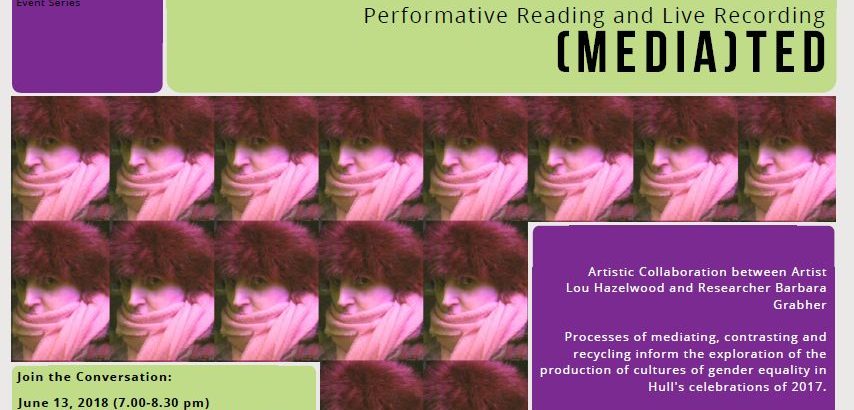 Event Series
Performative Reading and Live Recording
(MEDIA)TED
Artistic Collaboration between Artist
Lou Hazelwood and Researcher Barbara
Grabher
Processes of mediating, contrasting and
recycling inform the exploration of the
production of cultures of gender equality in
Hull's celebrations of 2017.
Join the Conversation:
June 13, 2018 (7.00-8.30 pm)